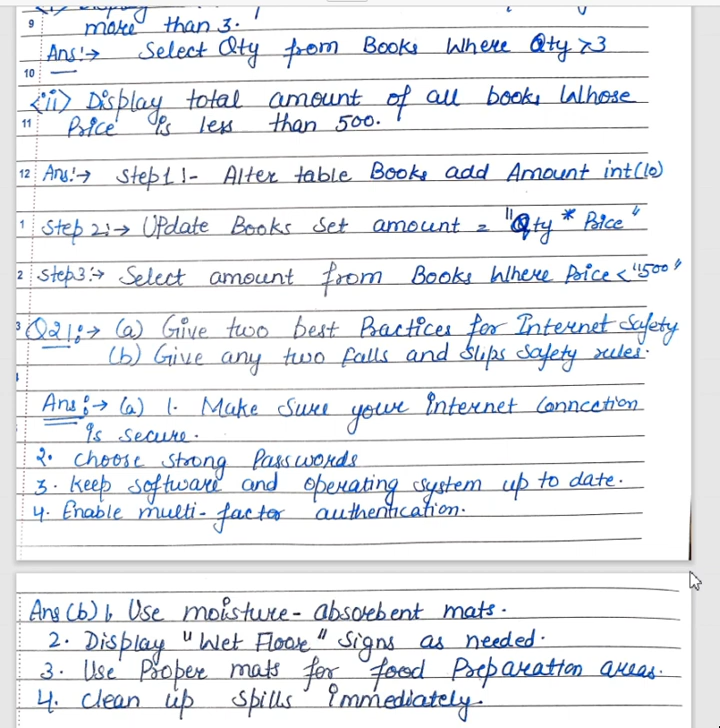 9 more than 3.
Ans:→ Select Qty from Books Where Qty >3
10
<ii> Display total amount of all books Whose
11 Price is less than 500.
12 Ans:→ Step 1 :- Alter table Books add Amount int(10)
1 Step 2:→ Update Books Set amount = "Qty * Price"
2 Step3:→ Select amount from Books Where Price < "500"
3 Q21:→ (a) Give two best Practices for Internet Safety
(b) Give any two falls and Slips Safety rules.
Ans:→ (a) 1. Make Sure your Internet Conncetion
is secure.
2. choose strong Passwords
3. Keep software and operating system up to date.
4. Enable multi-factor authentication.
Ans (b) 1, Use moisture-absorbent mats.
2. Display "Wet Floor" Signs as needed.
3. Use Proper mats for food Preparation areas.
4. clean up spills immediately.